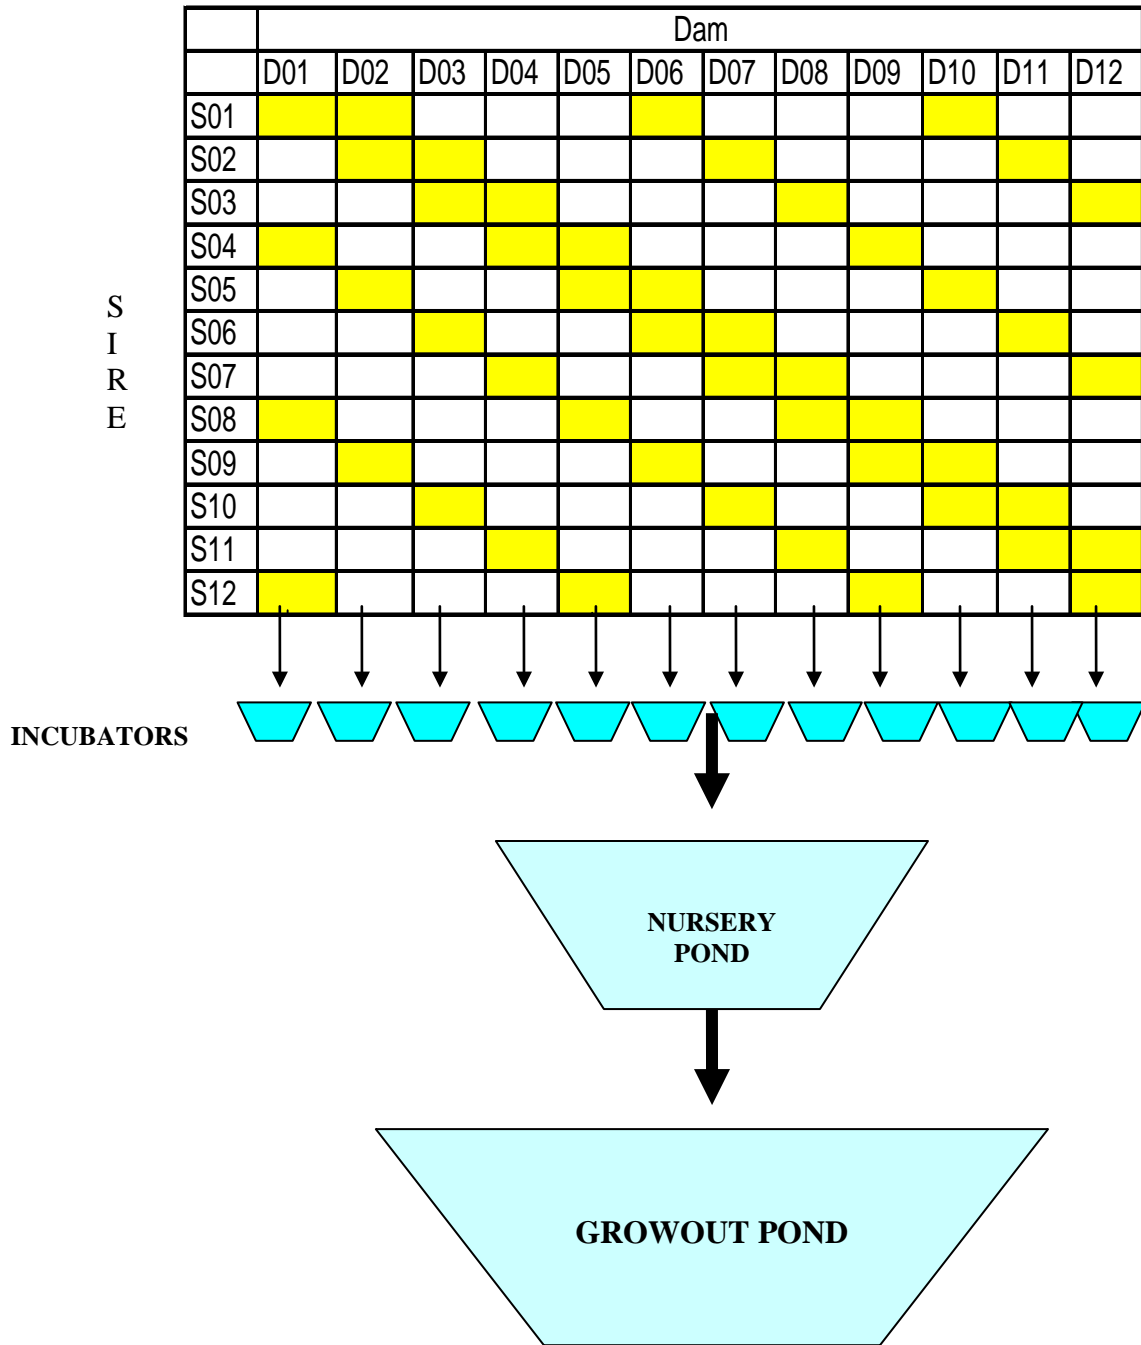 Dam
D01 D02 D03 D04 D05 D06 D07 D08 D09 D10 D11 D12
S01
S02
S03
S04
S05
S06
S07
S08
S09
S10
S11
S12
S
I
R
E
INCUBATORS
NURSERY
POND
GROWOUT POND